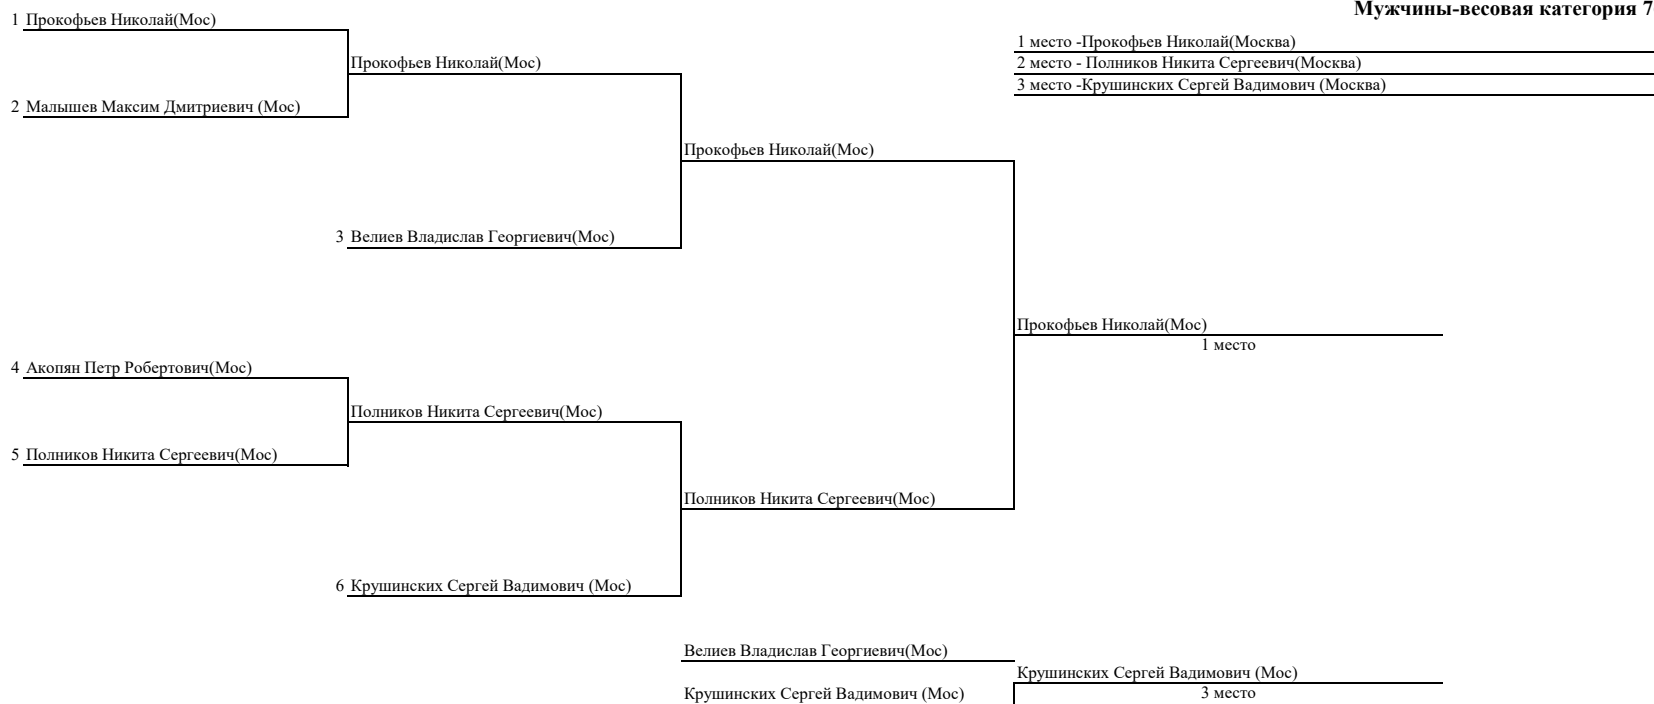 Мужчины-весовая категория 7
1 Прокофьев Николай(Мос)
1 место -Прокофьев Николай(Москва)
Прокофьев Николай(Мос)
2 место - Полников Никита Сергеевич(Москва)
3 место -Крушинских Сергей Вадимович (Москва)
2 Малышев Максим Дмитриевич (Мос)
Прокофьев Николай(Мос)
3 Велиев Владислав Георгиевич(Мос)
Прокофьев Николай(Мос)
1 место
4 Акопян Петр Робертович(Мос)
Полников Никита Сергеевич(Мос)
5 Полников Никита Сергеевич(Мос)
Полников Никита Сергеевич(Мос)
6 Крушинских Сергей Вадимович (Мос)
Велиев Владислав Георгиевич(Мос)
Крушинских Сергей Вадимович (Мос)
Крушинских Сергей Вадимович (Мос)
3 место